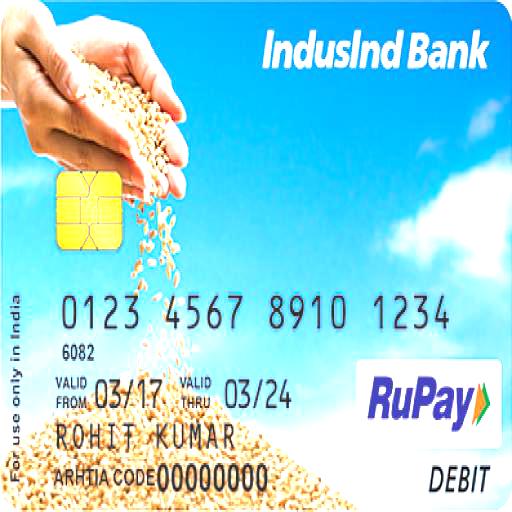 IndusInd Bank
For use only in India
0123 4567 8910 1234
6082
VALID FROM 03/17 VALID THRU 03/24
ROHIT KUMAR
ARHTIA CODE 00000000
RuPay
DEBIT